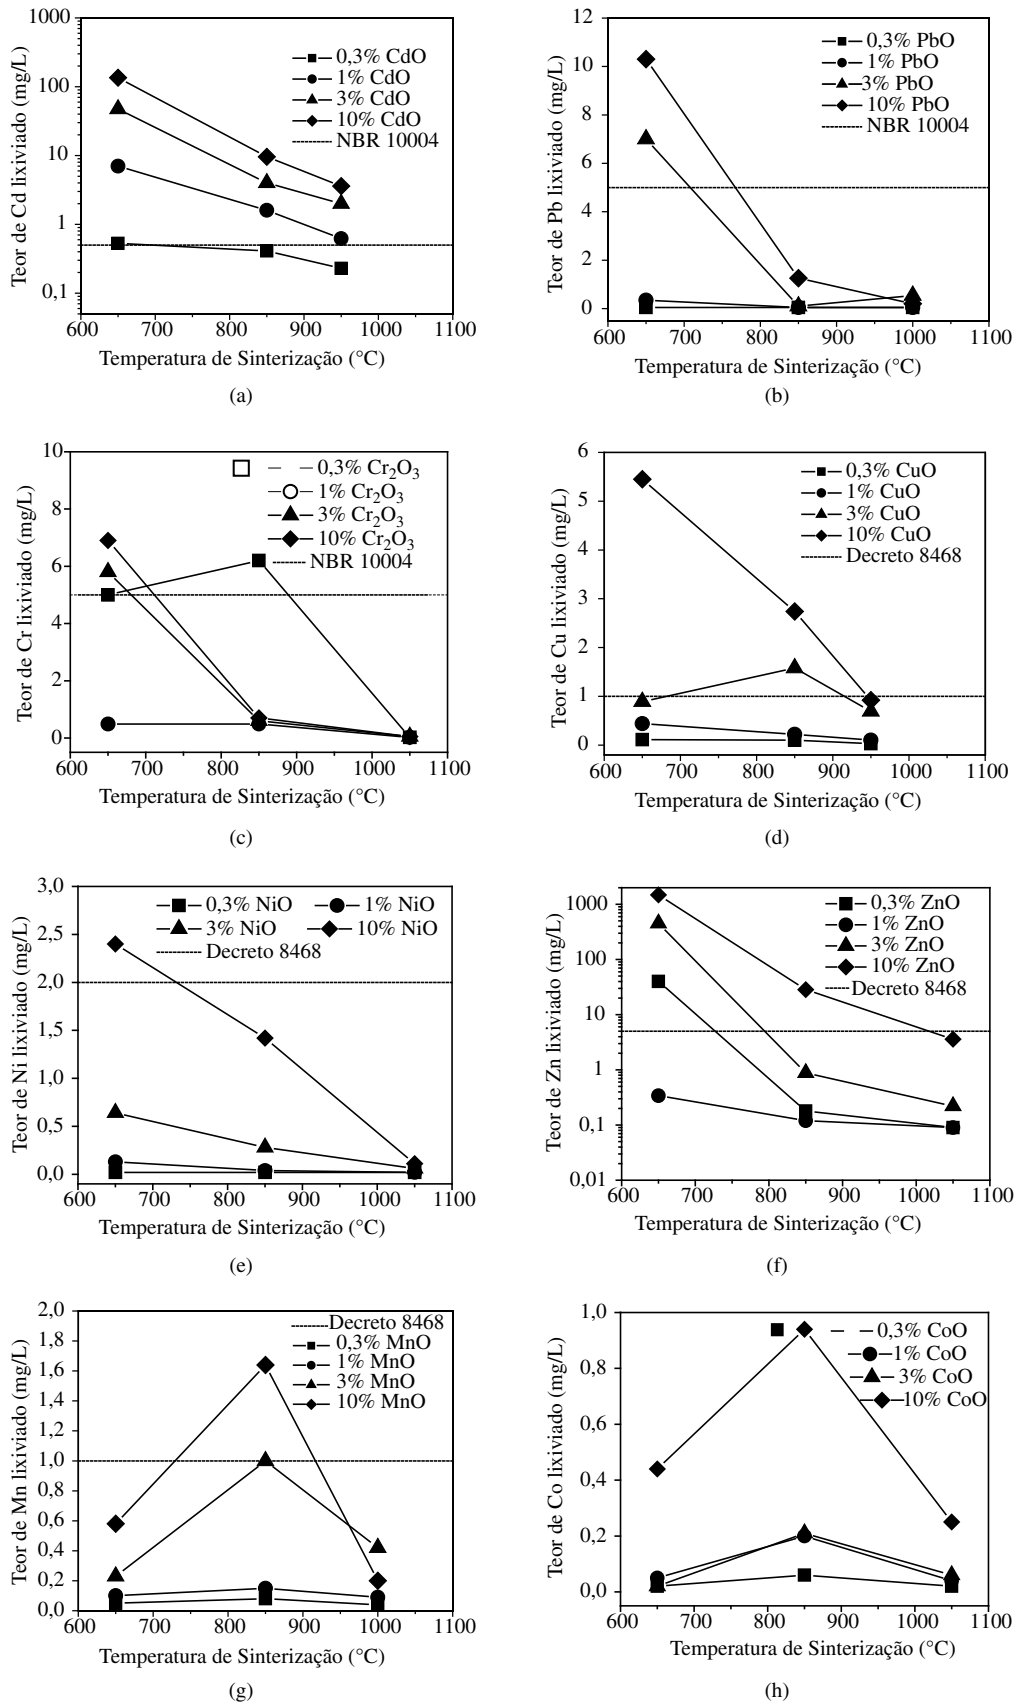 1000
100
10
1
0,1
Teor de Cd lixiviado (mg/L)
0,3% CdO
1% CdO
3% CdO
10% CdO
NBR 10004
600 700 800 900 1000 1100
Temperatura de Sinterização (°C)
(a)
12
10
8
6
4
2
0
Teor de Pb lixiviado (mg/L)
0,3% PbO
1% PbO
3% PbO
10% PbO
NBR 10004
600 700 800 900 1000 1100
Temperatura de Sinterização (°C)
(b)
10
8
6
4
2
0
Teor de Cr lixiviado (mg/L)
0,3% Cr₂O₃
1% Cr₂O₃
3% Cr₂O₃
10% Cr₂O₃
NBR 10004
600 700 800 900 1000 1100
Temperatura de Sinterização (°C)
(c)
6
5
4
3
2
1
0
Teor de Cu lixiviado (mg/L)
0,3% CuO
1% CuO
3% CuO
10% CuO
Decreto 8468
600 700 800 900 1000 1100
Temperatura de Sinterização (°C)
(d)
3,0
2,5
2,0
1,5
1,0
0,5
0,0
Teor de Ni lixiviado (mg/L)
0,3% NiO 1% NiO
3% NiO 10% NiO
Decreto 8468
600 700 800 900 1000 1100
Temperatura de Sinterização (°C)
(e)
1000
100
10
1
0,1
0,01
Teor de Zn lixiviado (mg/L)
0,3% ZnO
1% ZnO
3% ZnO
10% ZnO
Decreto 8468
600 700 800 900 1000 1100
Temperatura de Sinterização (°C)
(f)
2,0
1,8
1,6
1,4
1,2
1,0
0,8
0,6
0,4
0,2
0,0
Teor de Mn lixiviado (mg/L)
Decreto 8468
0,3% MnO
1% MnO
3% MnO
10% MnO
600 700 800 900 1000 1100
Temperatura de Sinterização (°C)
(g)
1,0
0,8
0,6
0,4
0,2
0,0
Teor de Co lixiviado (mg/L)
0,3% CoO
1% CoO
3% CoO
10% CoO
600 700 800 900 1000 1100
Temperatura de Sinterização (°C)
(h)